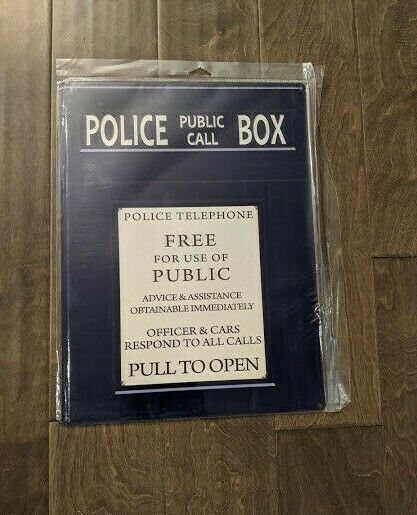 POLICE PUBLIC CALL BOX
POLICE TELEPHONE
FREE
FOR USE OF
PUBLIC
ADVICE & ASSISTANCE
OBTAINABLE IMMEDIATELY
OFFICER & CARS
RESPOND TO ALL CALLS
PULL TO OPEN